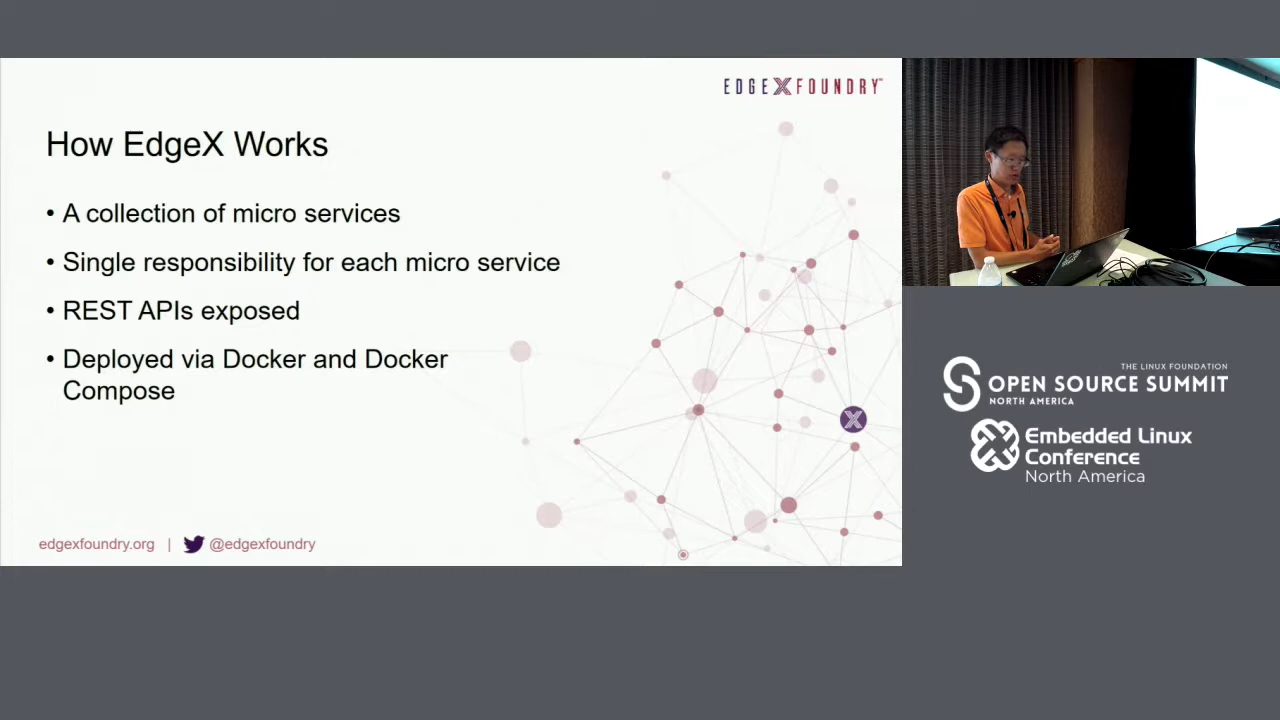 EDGEXFOUNDRY™
How EdgeX Works
• A collection of micro services
• Single responsibility for each micro service
• REST APIs exposed
• Deployed via Docker and Docker
Compose
edgexfoundry.org | @edgexfoundry
THE LINUX FOUNDATION
OPEN SOURCE SUMMIT
NORTH AMERICA
Embedded Linux
Conference
North America